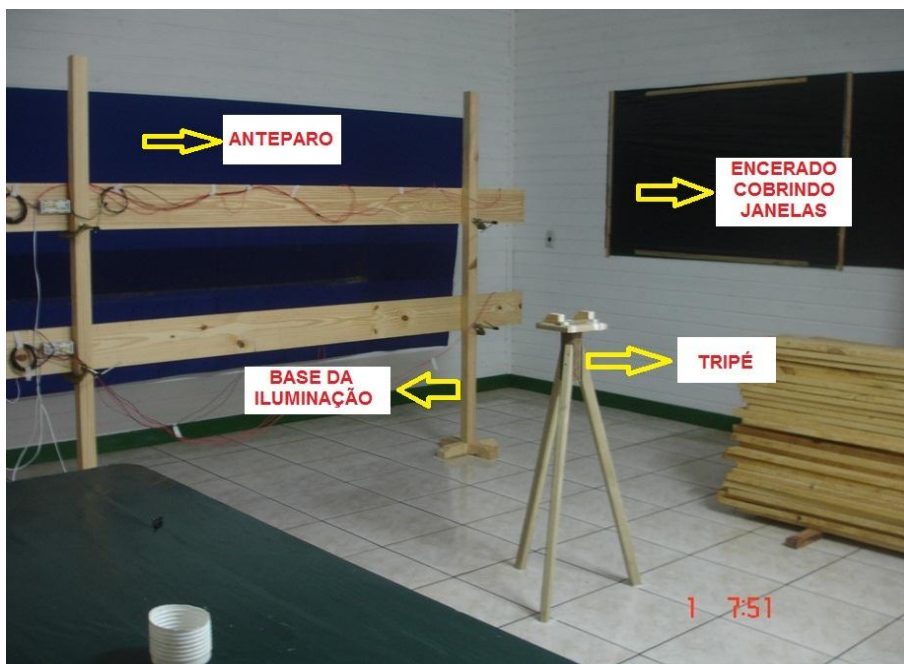 ANTEPARO
ENCERADO
COBRINDO
JANELAS
BASE DA
ILUMINAÇÃO
TRIPÉ
1 7:51